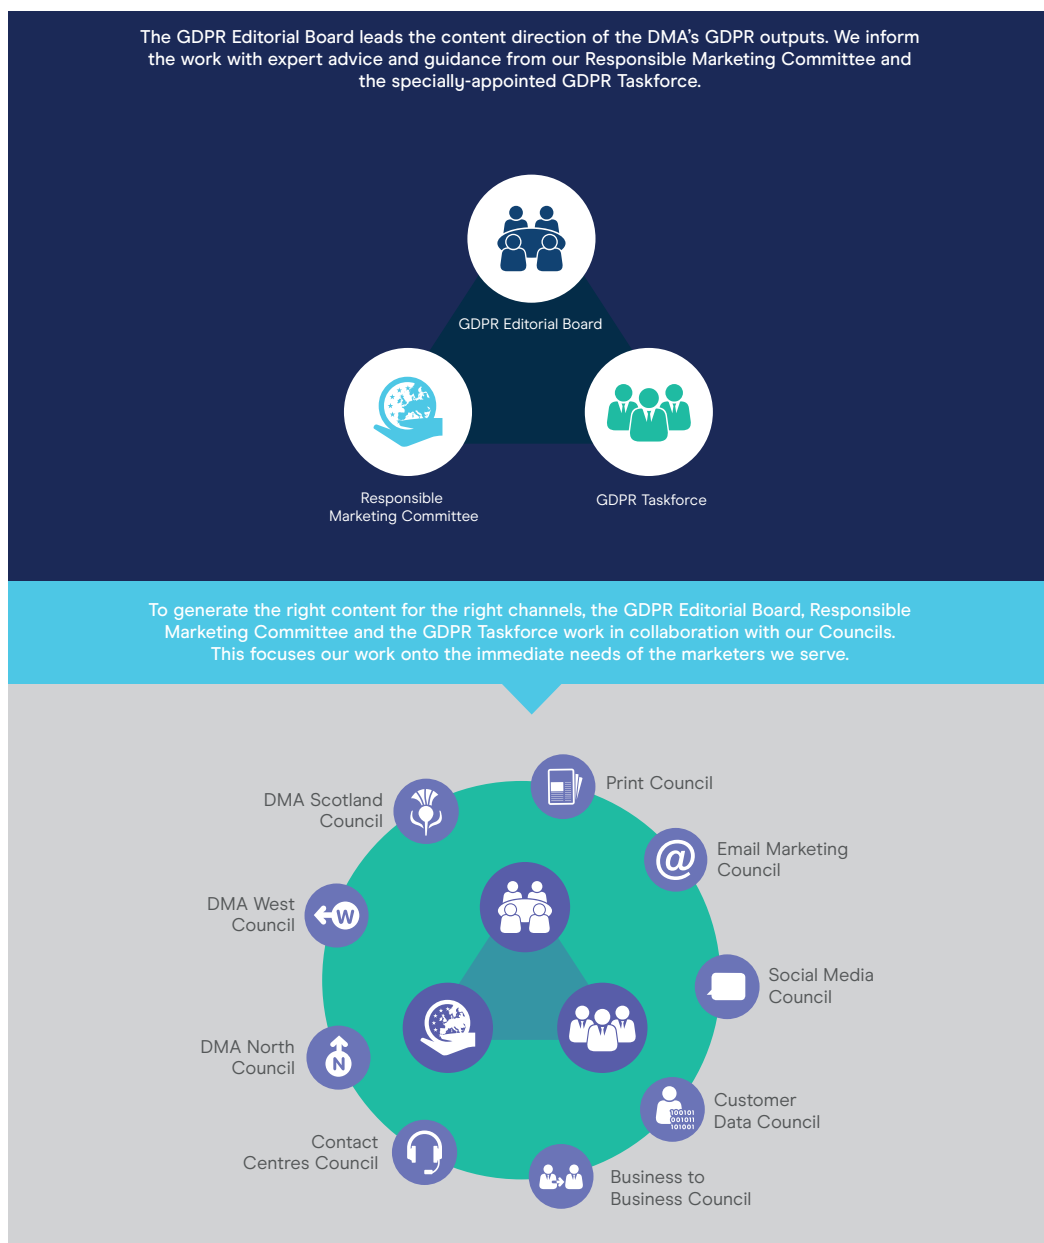 The GDPR Editorial Board leads the content direction of the DMA’s GDPR outputs. We inform
the work with expert advice and guidance from our Responsible Marketing Committee and
the specially-appointed GDPR Taskforce.
GDPR Editorial Board
Responsible
Marketing Committee
GDPR Taskforce
To generate the right content for the right channels, the GDPR Editorial Board, Responsible
Marketing Committee and the GDPR Taskforce work in collaboration with our Councils.
This focuses our work onto the immediate needs of the marketers we serve.
Print Council
DMA Scotland
Council
Email Marketing
Council
@
DMA West
Council
W
Social Media
Council
DMA North
Council
N
Customer
Data Council
100101
001011
101001
Contact
Centres Council
Business to
Business Council